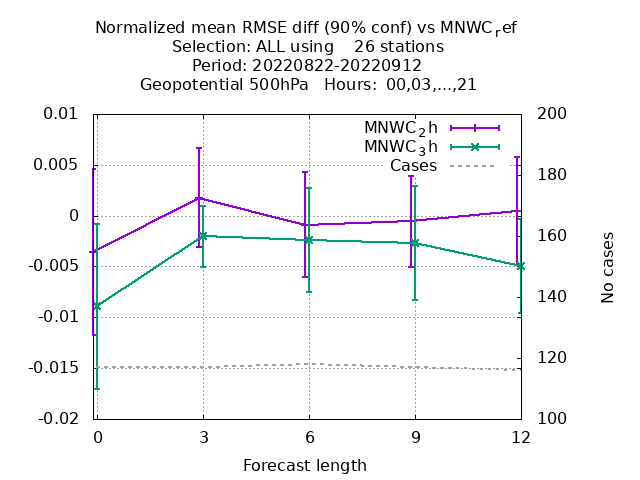 Normalized mean RMSE diff (90% conf) vs MNWC_ref
Selection: ALL using    26 stations
Period: 20220822-20220912
Geopotential 500hPa   Hours: 00,03,...,21
MNWC_2h
MNWC_3h
Cases
0.01
0.005
0
-0.005
-0.01
-0.015
-0.02
200
180
160
140
120
100
No cases
0
3
6
9
12
Forecast length